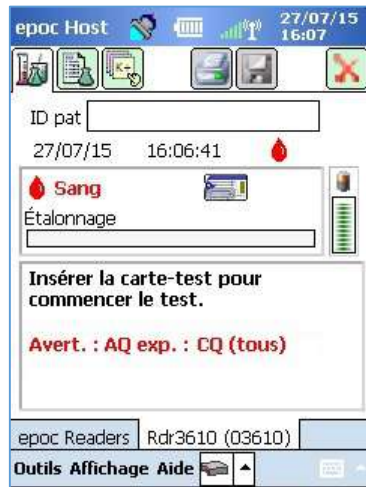 epoc Host 27/07/15
16:07
K+
ID pat
27/07/15 16:06:41
Sang
Étalonnage
Insérer la carte-test pour
commencer le test.
Avert. : AQ exp. : CQ (tous)
epoc Readers Rdr3610 (03610)
Outils Affichage Aide